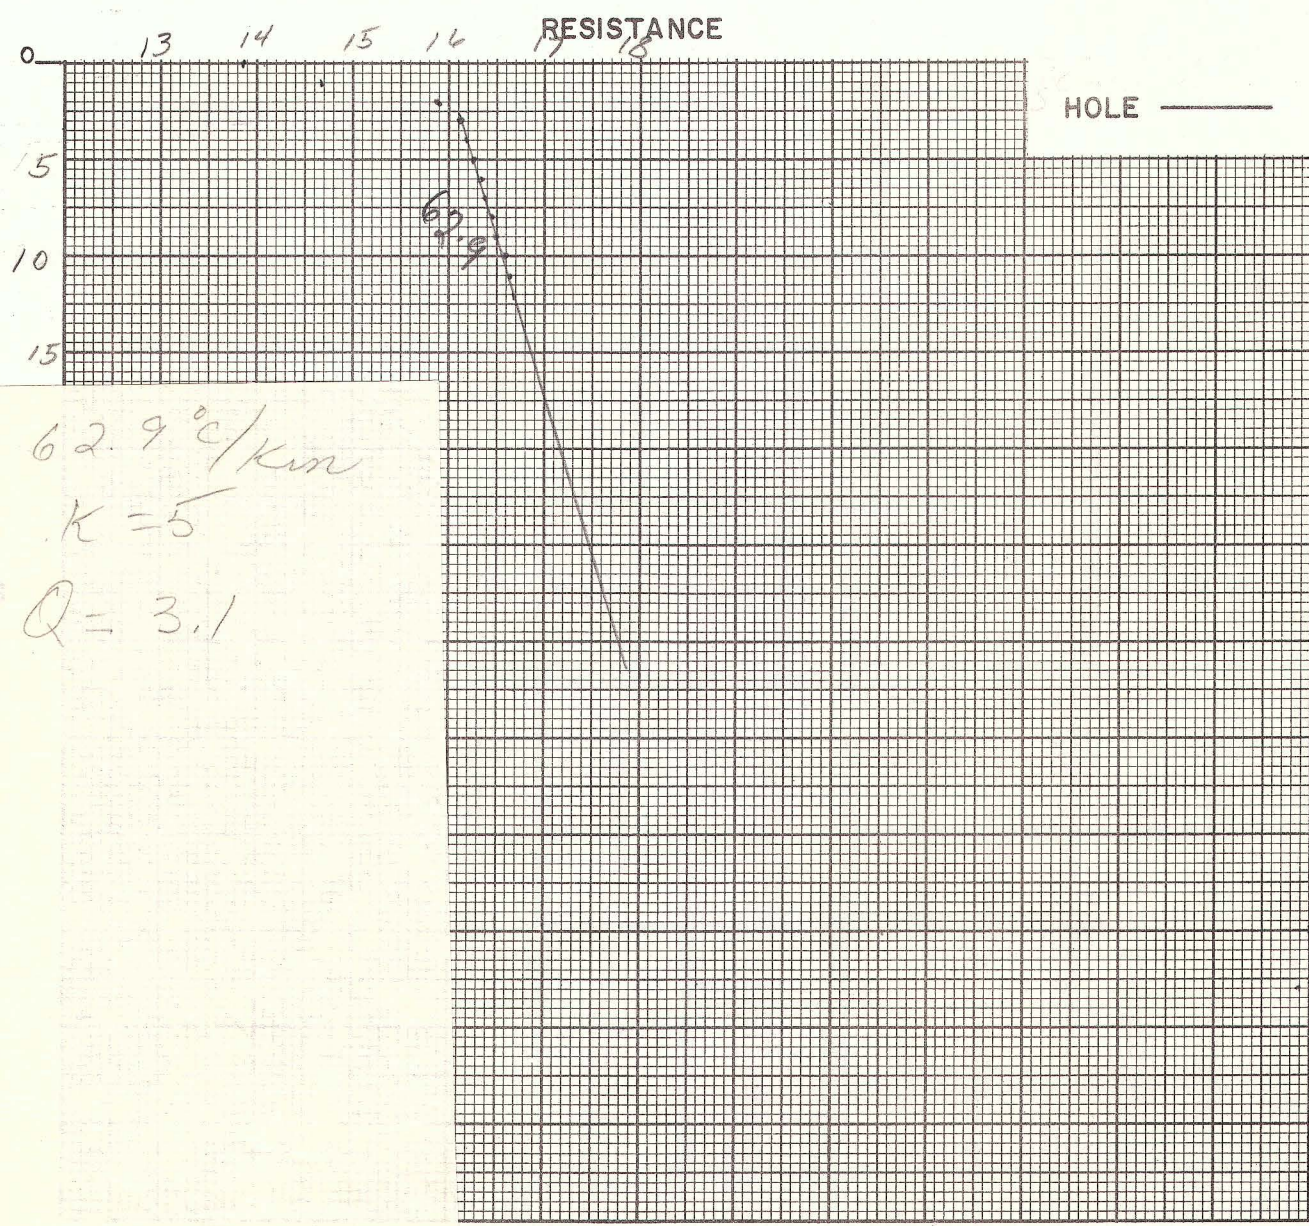 RESISTANCE
13 14 15 16 17 18
0
HOLE
5
10
15
62.9
62.9°C/Km
K = 5
Q = 3.1